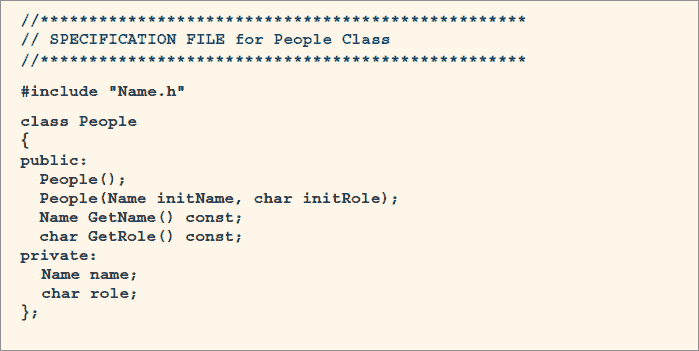 //**************************************************
// SPECIFICATION FILE for People Class
//**************************************************
#include "Name.h"
class People
{
public:
  People();
  People(Name initName, char initRole);
  Name GetName() const;
  char GetRole() const;
private:
  Name name;
  char role;
};